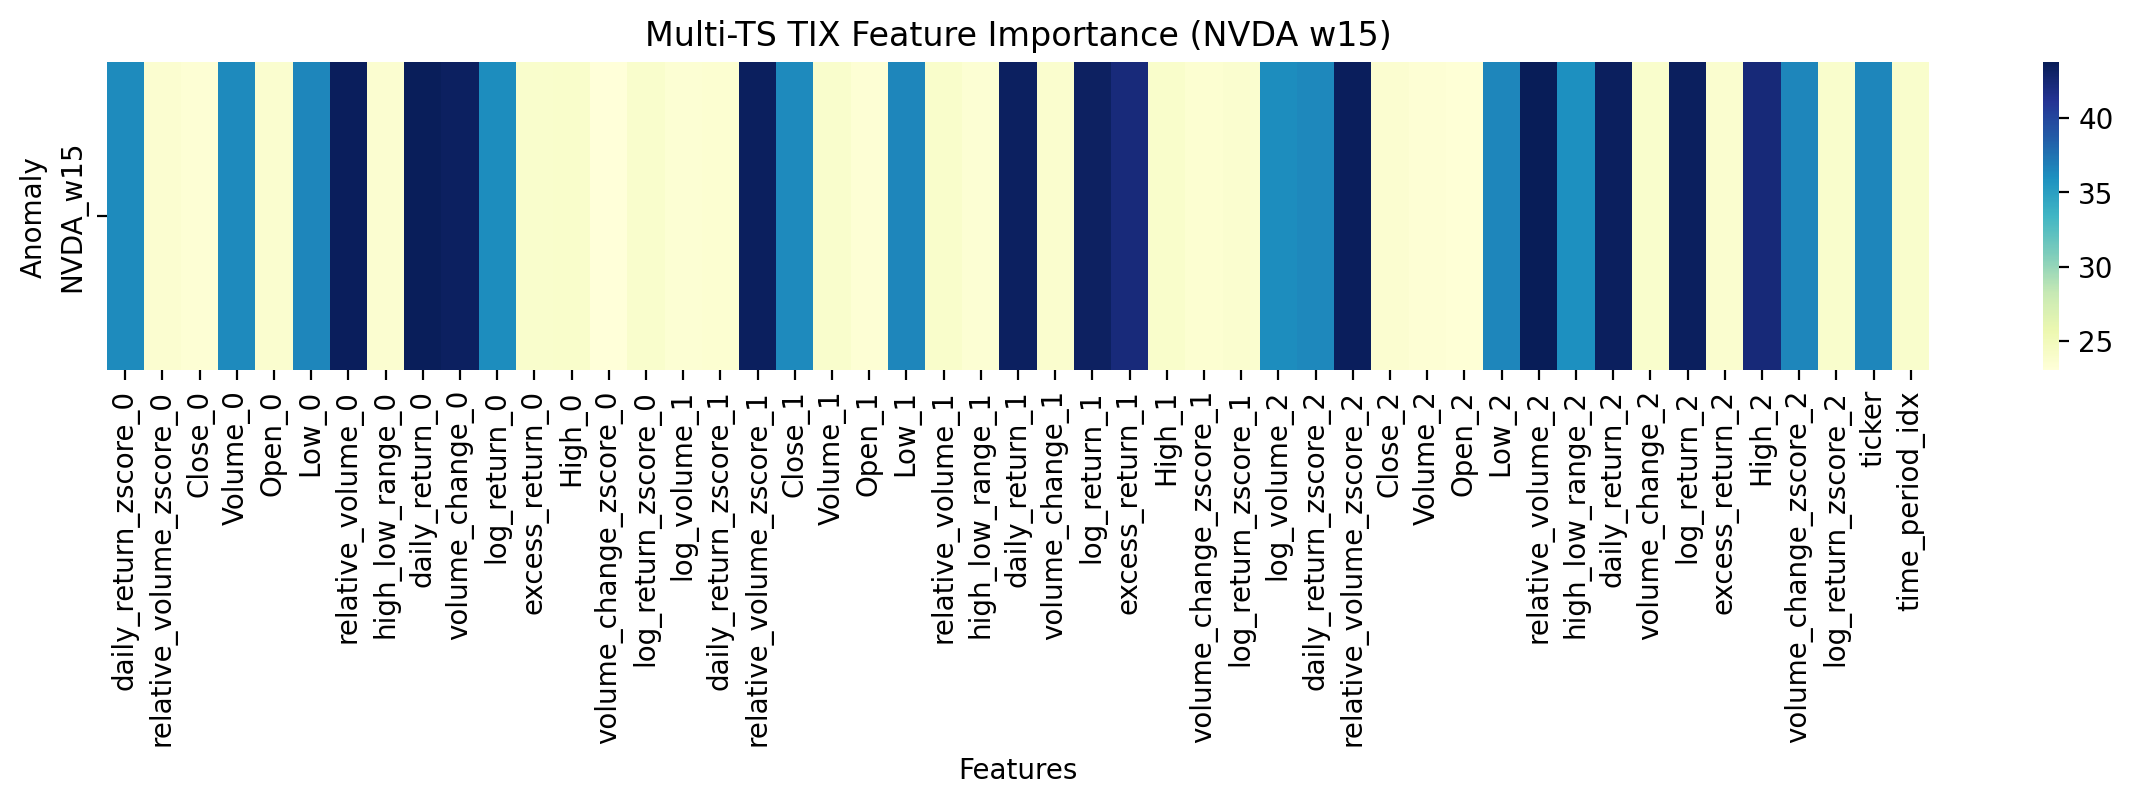 Multi-TS TIX Feature Importance (NVDA w15)
Anomaly
NVDA_w15
40
35
30
25
daily_return_zscore_0
relative_volume_zscore_0
Close_0
Volume_0
Open_0
Low_0
relative_volume_0
high_low_range_0
daily_return_0
volume_change_0
log_return_0
excess_return_0
High_0
volume_change_zscore_0
log_return_zscore_0
log_volume_1
daily_return_zscore_1
relative_volume_zscore_1
Close_1
Volume_1
Open_1
Low_1
relative_volume_1
high_low_range_1
daily_return_1
volume_change_1
log_return_1
excess_return_1
High_1
volume_change_zscore_1
log_return_zscore_1
log_volume_2
daily_return_zscore_2
relative_volume_zscore_2
Close_2
Volume_2
Open_2
Low_2
relative_volume_2
high_low_range_2
daily_return_2
volume_change_2
log_return_2
excess_return_2
High_2
volume_change_zscore_2
log_return_zscore_2
ticker
time_period_idx
Features